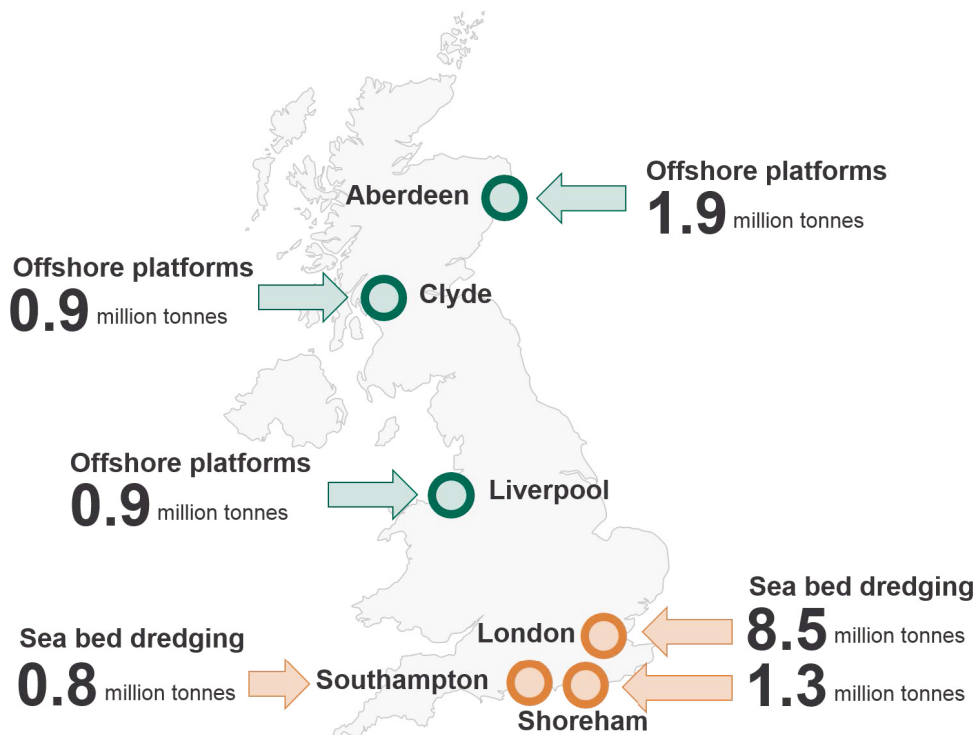 Offshore platforms
Aberdeen
1.9 million tonnes
Offshore platforms
0.9 million tonnes
Clyde
Offshore platforms
0.9 million tonnes
Liverpool
Sea bed dredging
8.5 million tonnes
London
Sea bed dredging
0.8 million tonnes
Southampton
1.3 million tonnes
Shoreham